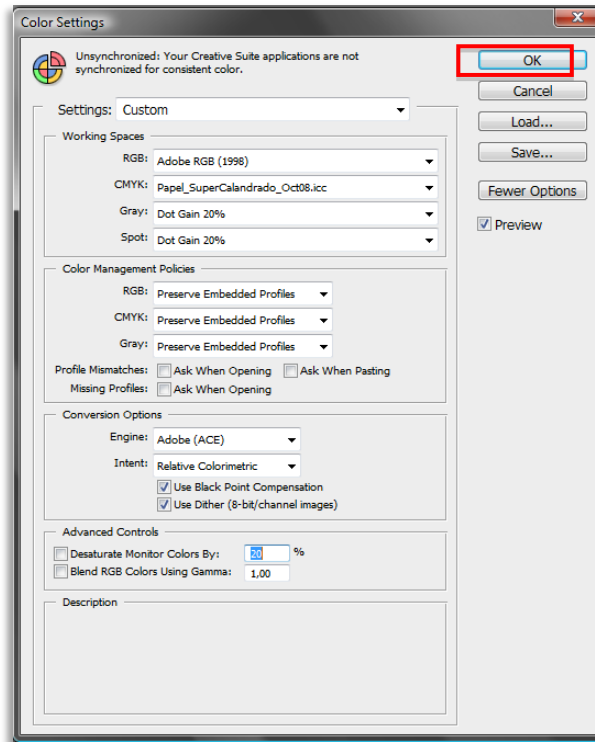 Color Settings
Unsynchronized: Your Creative Suite applications are not
synchronized for consistent color.
OK
Cancel
Load...
Save...
Fewer Options
Preview
Settings: Custom
Working Spaces
RGB: Adobe RGB (1998)
CMYK: Papel_SuperCalandrado_Oct08.icc
Gray: Dot Gain 20%
Spot: Dot Gain 20%
Color Management Policies
RGB: Preserve Embedded Profiles
CMYK: Preserve Embedded Profiles
Gray: Preserve Embedded Profiles
Profile Mismatches: Ask When Opening Ask When Pasting
Missing Profiles: Ask When Opening
Conversion Options
Engine: Adobe (ACE)
Intent: Relative Colorimetric
Use Black Point Compensation
Use Dither (8-bit/channel images)
Advanced Controls
Desaturate Monitor Colors By: 20 %
Blend RGB Colors Using Gamma: 1,00
Description